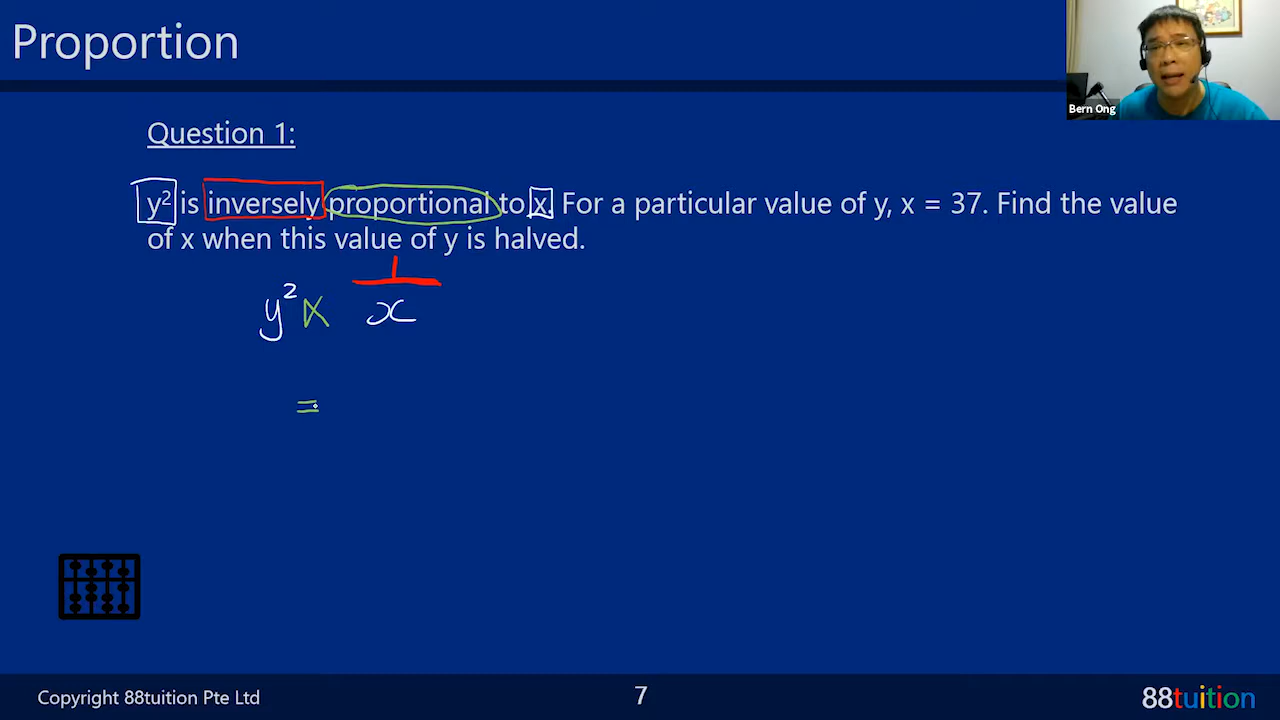 Proportion
Bern Ong
Question 1:
y² is inversely proportional to x. For a particular value of y, x = 37. Find the value
of x when this value of y is halved.
y² ∝ 1/x
=
Copyright 88tuition Pte Ltd
7
88tuition